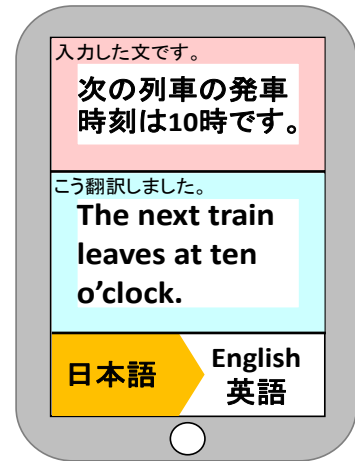 入力した文です。
次の列車の発車
時刻は10時です。
こう翻訳しました。
The next train
leaves at ten
o'clock.
日本語
English
英語